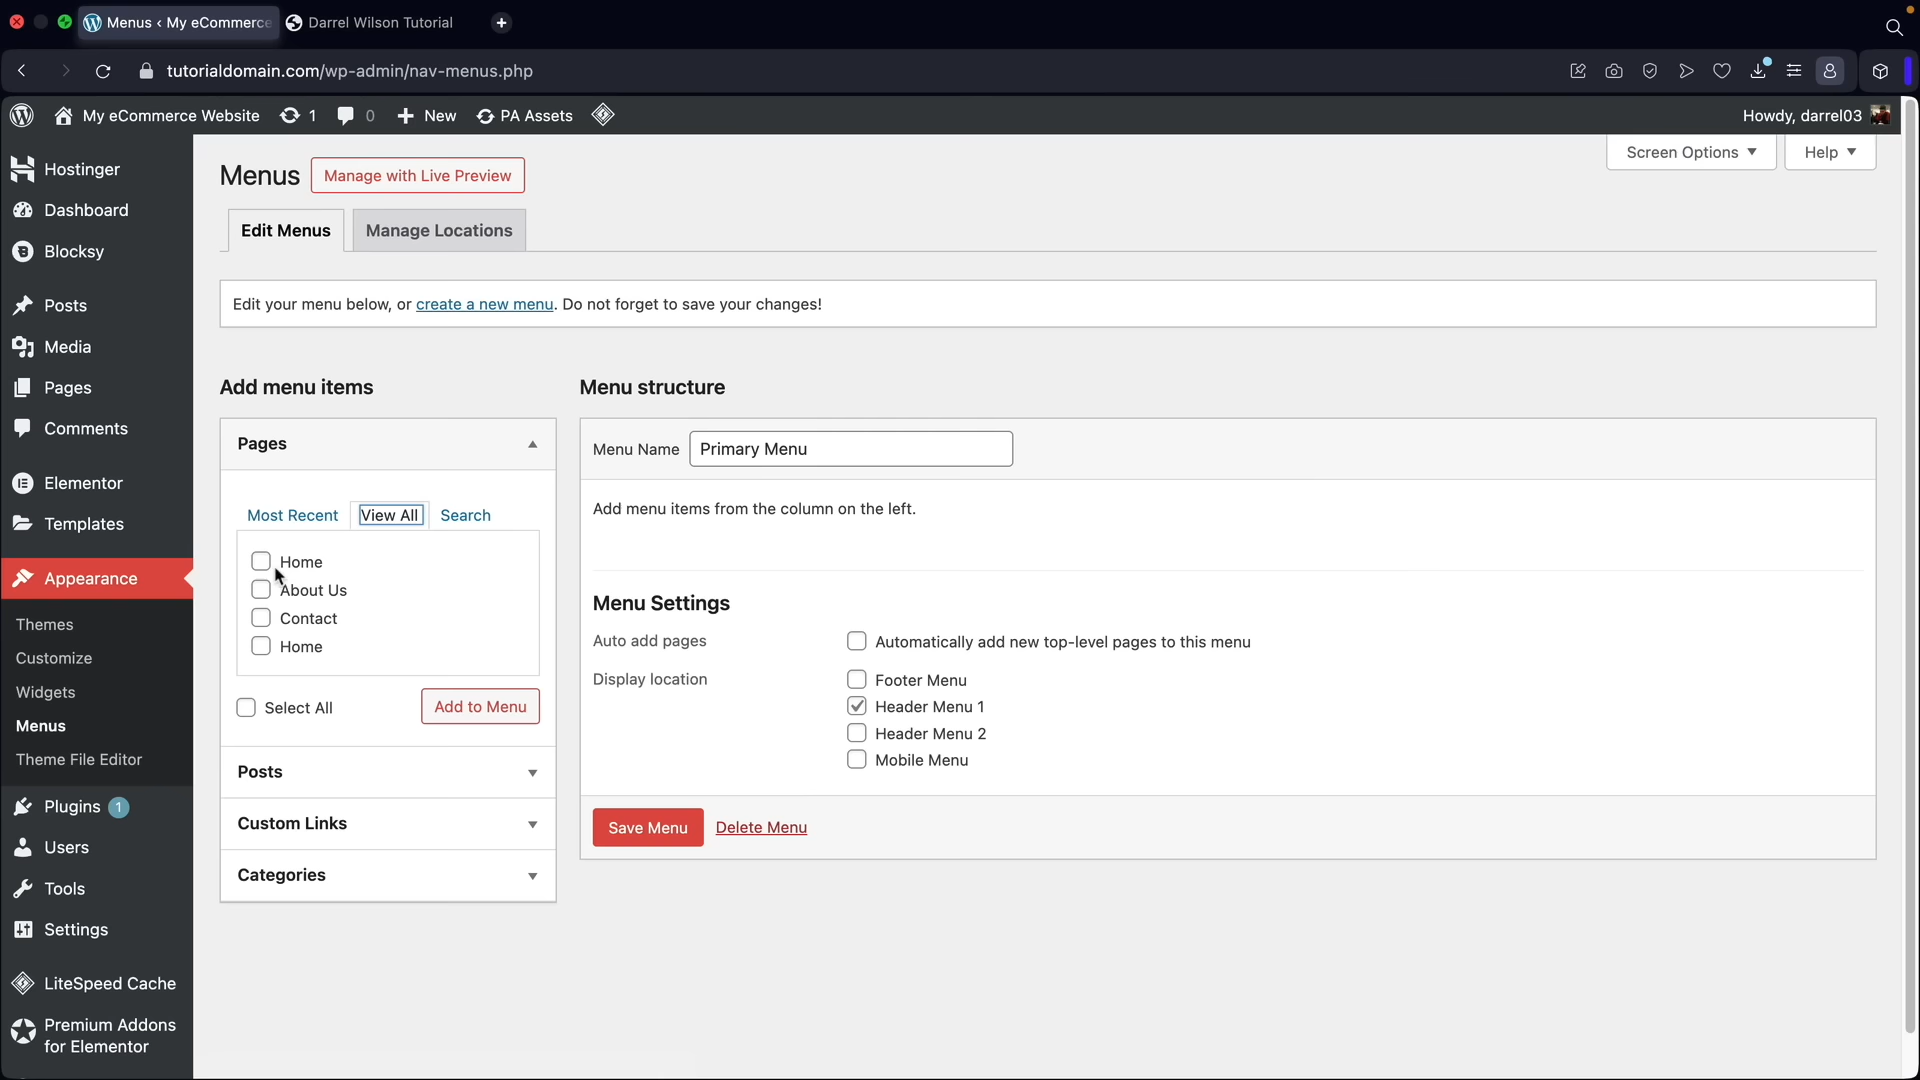 Menus < My eCommerce
Darrel Wilson Tutorial
tutorialdomain.com/wp-admin/nav-menus.php
My eCommerce Website
1
0
New
PA Assets
Howdy, darrel03
Hostinger
Dashboard
Blocksy
Posts
Media
Pages
Comments
Elementor
Templates
Appearance
Themes
Customize
Widgets
Menus
Theme File Editor
Plugins 1
Users
Tools
Settings
LiteSpeed Cache
Premium Addons
for Elementor
Screen Options
Help
Menus
Manage with Live Preview
Edit Menus
Manage Locations
Edit your menu below, or create a new menu. Do not forget to save your changes!
Add menu items
Pages
Most Recent
View All
Search
Home
About Us
Contact
Home
Select All
Add to Menu
Posts
Custom Links
Categories
Menu structure
Menu Name
Primary Menu
Add menu items from the column on the left.
Menu Settings
Auto add pages
Automatically add new top-level pages to this menu
Display location
Footer Menu
Header Menu 1
Header Menu 2
Mobile Menu
Save Menu
Delete Menu